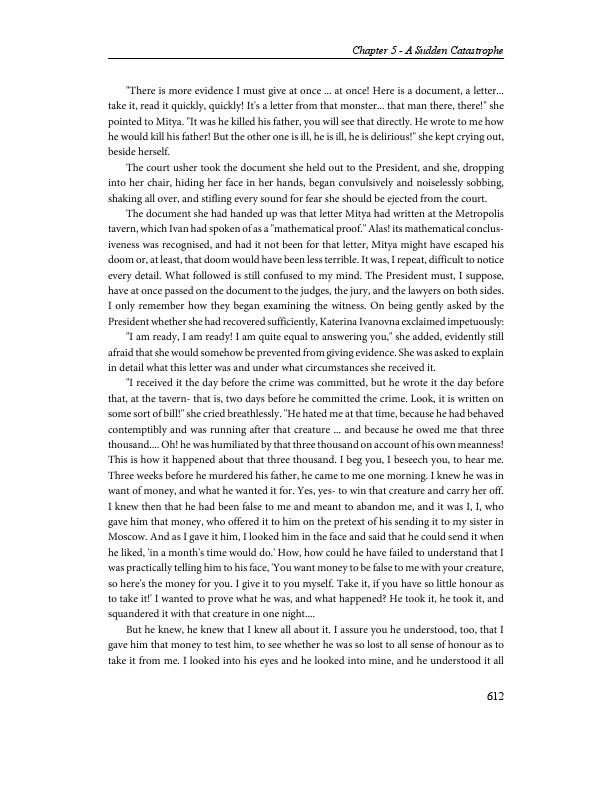 Chapter 5 - A Sudden Catastrophe
"There is more evidence I must give at once ... at once! Here is a document, a letter...
take it, read it quickly, quickly! It's a letter from that monster... that man there, there!" she
pointed to Mitya. "It was he killed his father, you will see that directly. He wrote to me how
he would kill his father! But the other one is ill, he is ill, he is delirious!" she kept crying out,
beside herself.
The court usher took the document she held out to the President, and she, dropping
into her chair, hiding her face in her hands, began convulsively and noiselessly sobbing,
shaking all over, and stifling every sound for fear she should be ejected from the court.
The document she had handed up was that letter Mitya had written at the Metropolis
tavern, which Ivan had spoken of as a "mathematical proof." Alas! its mathematical conclus-
iveness was recognised, and had it not been for that letter, Mitya might have escaped his
doom or, at least, that doom would have been less terrible. It was, I repeat, difficult to notice
every detail. What followed is still confused to my mind. The President must, I suppose,
have at once passed on the document to the judges, the jury, and the lawyers on both sides.
I only remember how they began examining the witness. On being gently asked by the
President whether she had recovered sufficiently, Katerina Ivanovna exclaimed impetuously:
"I am ready, I am ready! I am quite equal to answering you," she added, evidently still
afraid that she would somehow be prevented from giving evidence. She was asked to explain
in detail what this letter was and under what circumstances she received it.
"I received it the day before the crime was committed, but he wrote it the day before
that, at the tavern- that is, two days before he committed the crime. Look, it is written on
some sort of bill!" she cried breathlessly. "He hated me at that time, because he had behaved
contemptibly and was running after that creature ... and because he owed me that three
thousand.... Oh! he was humiliated by that three thousand on account of his own meanness!
This is how it happened about that three thousand. I beg you, I beseech you, to hear me.
Three weeks before he murdered his father, he came to me one morning. I knew he was in
want of money, and what he wanted it for. Yes, yes- to win that creature and carry her off.
I knew then that he had been false to me and meant to abandon me, and it was I, I, who
gave him that money, who offered it to him on the pretext of his sending it to my sister in
Moscow. And as I gave it him, I looked him in the face and said that he could send it when
he liked, 'in a month's time would do.' How, how could he have failed to understand that I
was practically telling him to his face, 'You want money to be false to me with your creature,
so here's the money for you. I give it to you myself. Take it, if you have so little honour as
to take it!' I wanted to prove what he was, and what happened? He took it, he took it, and
squandered it with that creature in one night....
But he knew, he knew that I knew all about it. I assure you he understood, too, that I
gave him that money to test him, to see whether he was so lost to all sense of honour as to
take it from me. I looked into his eyes and he looked into mine, and he understood it all
612